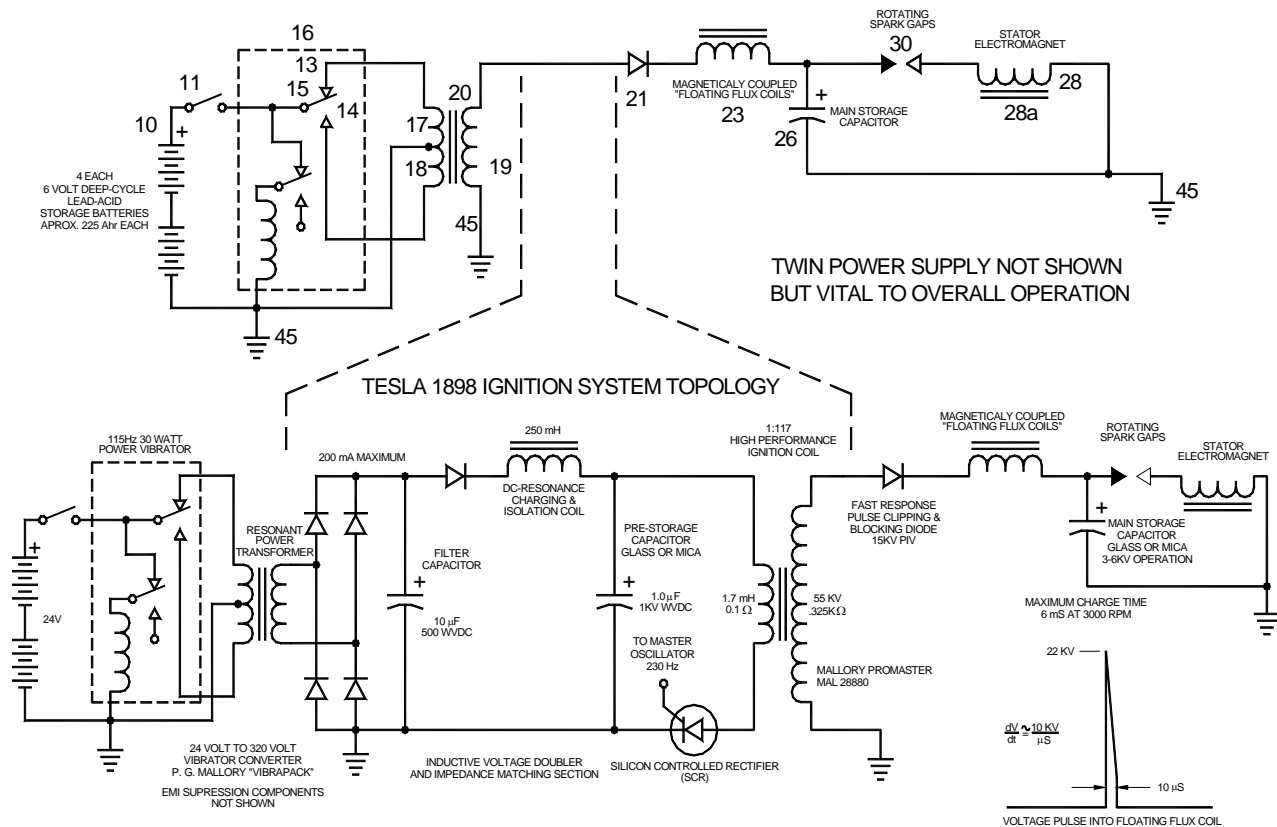 16
13
11
15
14
10
+
4 EACH
6 VOLT DEEP-CYCLE
LEAD-ACID
STORAGE BATTERIES
APROX. 225 Ahr EACH
17
18
20
19
45
45
21
MAGNETICALY COUPLED
"FLOATING FLUX COILS"
23
+
MAIN STORAGE
CAPACITOR
26
ROTATING
SPARK GAPS
30
STATOR
ELECTROMAGNET
28
28a
45
TWIN POWER SUPPLY NOT SHOWN
BUT VITAL TO OVERALL OPERATION
TESLA 1898 IGNITION SYSTEM TOPOLOGY
115Hz 30 WATT
POWER VIBRATOR
+
24V
RESONANT
POWER
TRANSFORMER
200 mA MAXIMUM
FILTER
CAPACITOR
+
10 µF
500 WVDC
250 mH
DC-RESONANCE
CHARGING &
ISOLATION COIL
PRE-STORAGE
CAPACITOR
GLASS OR MICA
+
1.0µF
1KV WVDC
TO MASTER
OSCILLATOR
230 Hz
1:117
HIGH PERFORMANCE
IGNITION COIL
1.7 mH
0.1 Ω
55 KV
.325KΩ
MALLORY PROMASTER
MAL 28880
FAST RESPONSE
PULSE CLIPPING &
BLOCKING DIODE
15KV PIV
MAGNETICALY COUPLED
"FLOATING FLUX COILS"
ROTATING
SPARK GAPS
STATOR
ELECTROMAGNET
+
MAIN STORAGE
CAPACITOR
GLASS OR MICA
3-6KV OPERATION
MAXIMUM CHARGE TIME
6 mS AT 3000 RPM
24 VOLT TO 320 VOLT
VIBRATOR CONVERTER
P. G. MALLORY "VIBRAPACK"
EMI SUPRESSION COMPONENTS
NOT SHOWN
INDUCTIVE VOLTAGE DOUBLER
AND IMPEDANCE MATCHING SECTION
SILICON CONTROLLED RECTIFIER
(SCR)
22 KV
dV ≈ 10 KV
dt µS
10 µS
VOLTAGE PULSE INTO FLOATING FLUX COIL